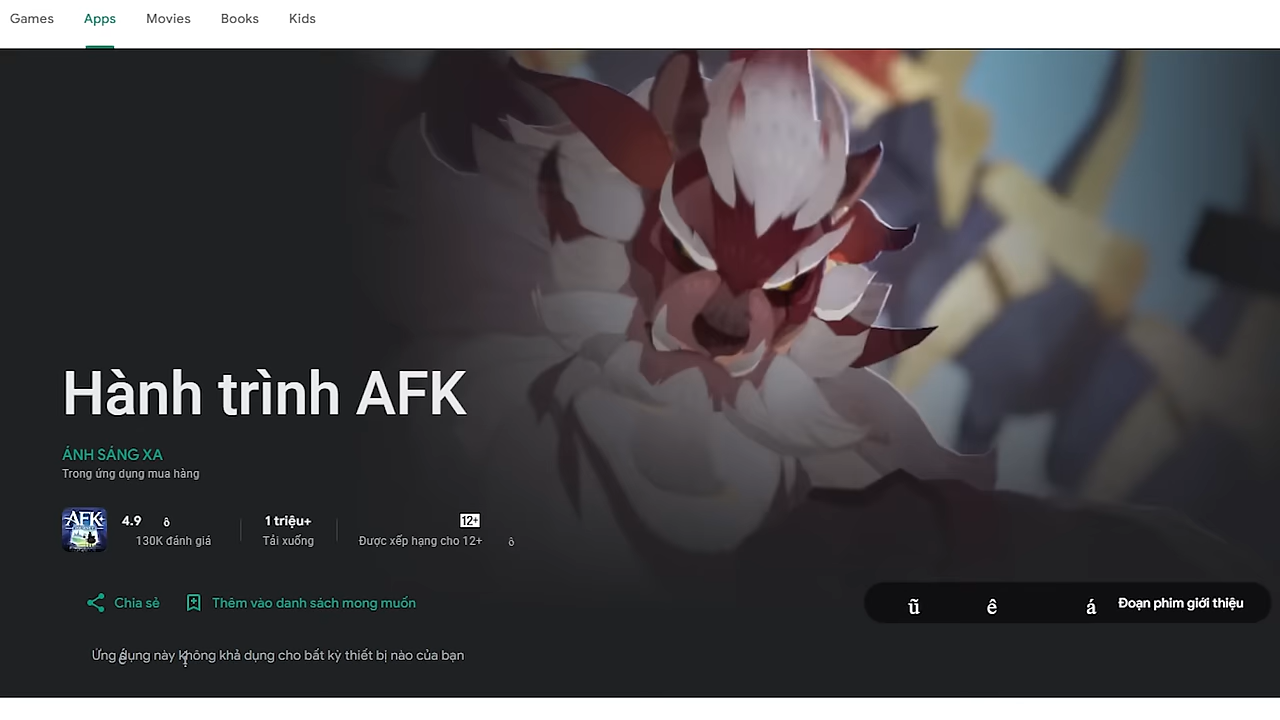 Games Apps Movies Books Kids
Hành trình AFK
ÁNH SÁNG XA
Trong ứng dụng mua hàng
AFK
4.9 ô 1 triệu+ 12+
130K đánh giá Tải xuống Được xếp hạng cho 12+ ô
Chia sẻ Thêm vào danh sách mong muốn
ũ ê á Đoạn phim giới thiệu
Ứng dụng này không khả dụng cho bất kỳ thiết bị nào của bạn